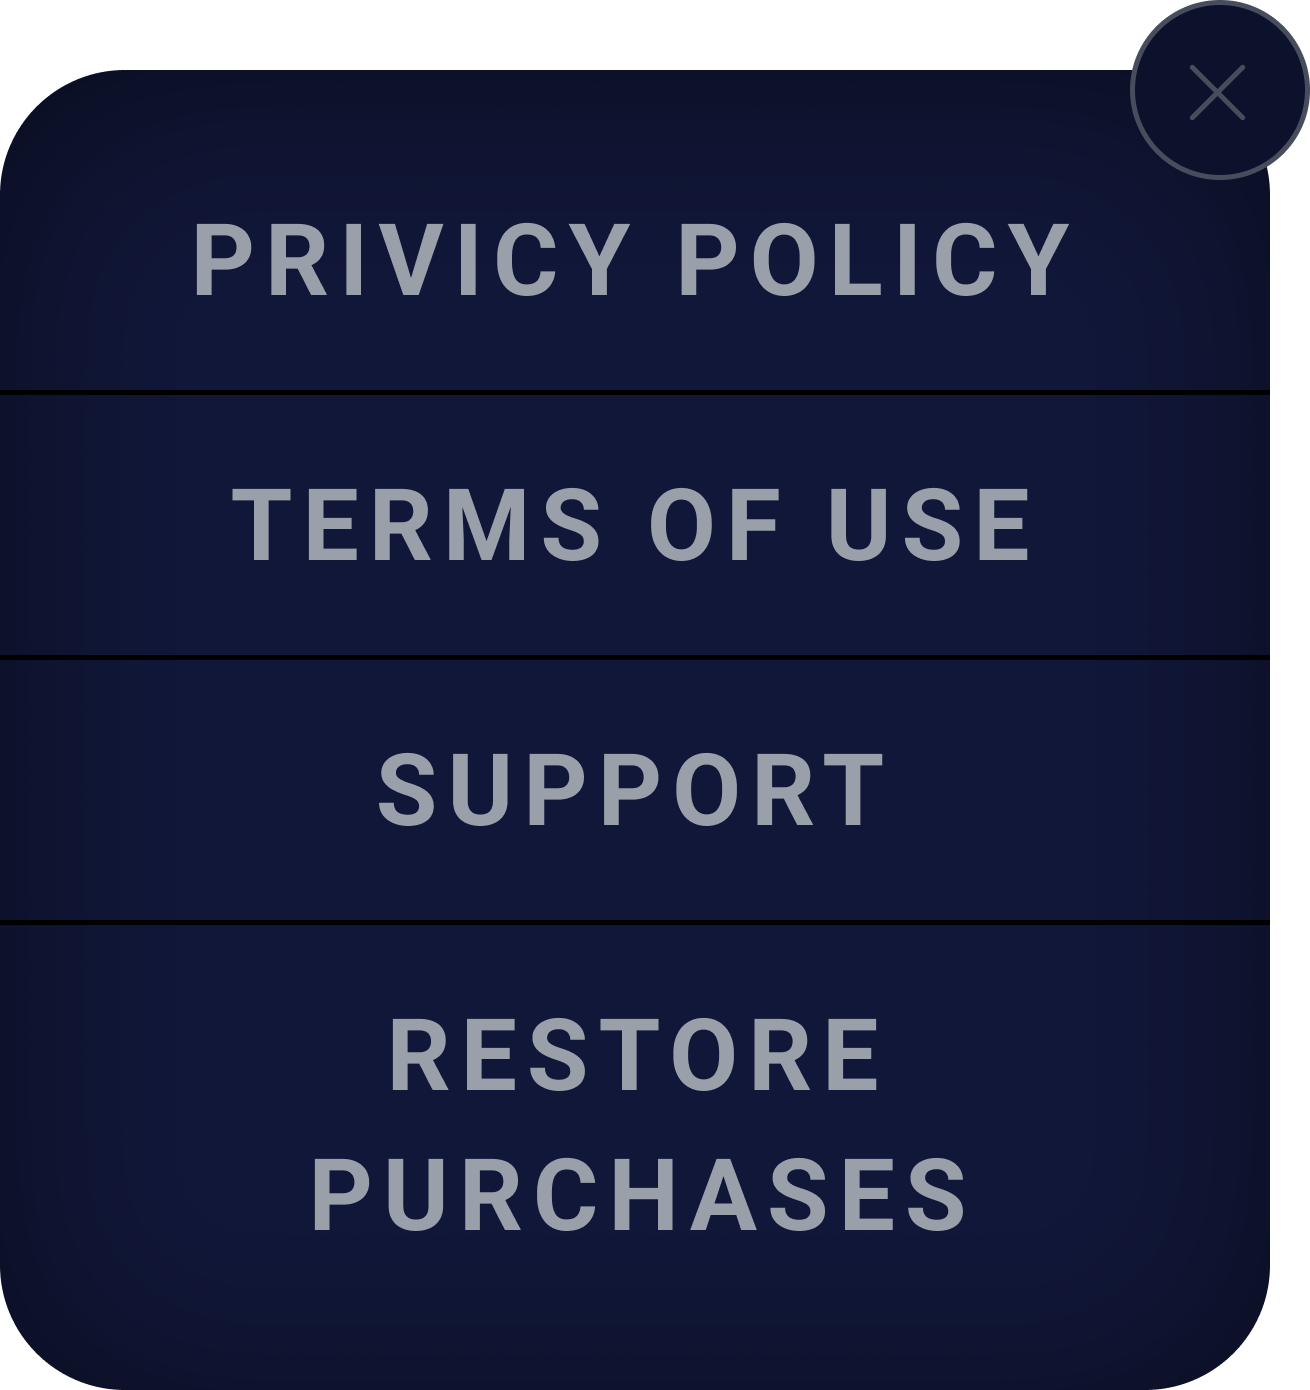 PRIVICY POLICY
TERMS OF USE
SUPPORT
RESTORE
PURCHASES